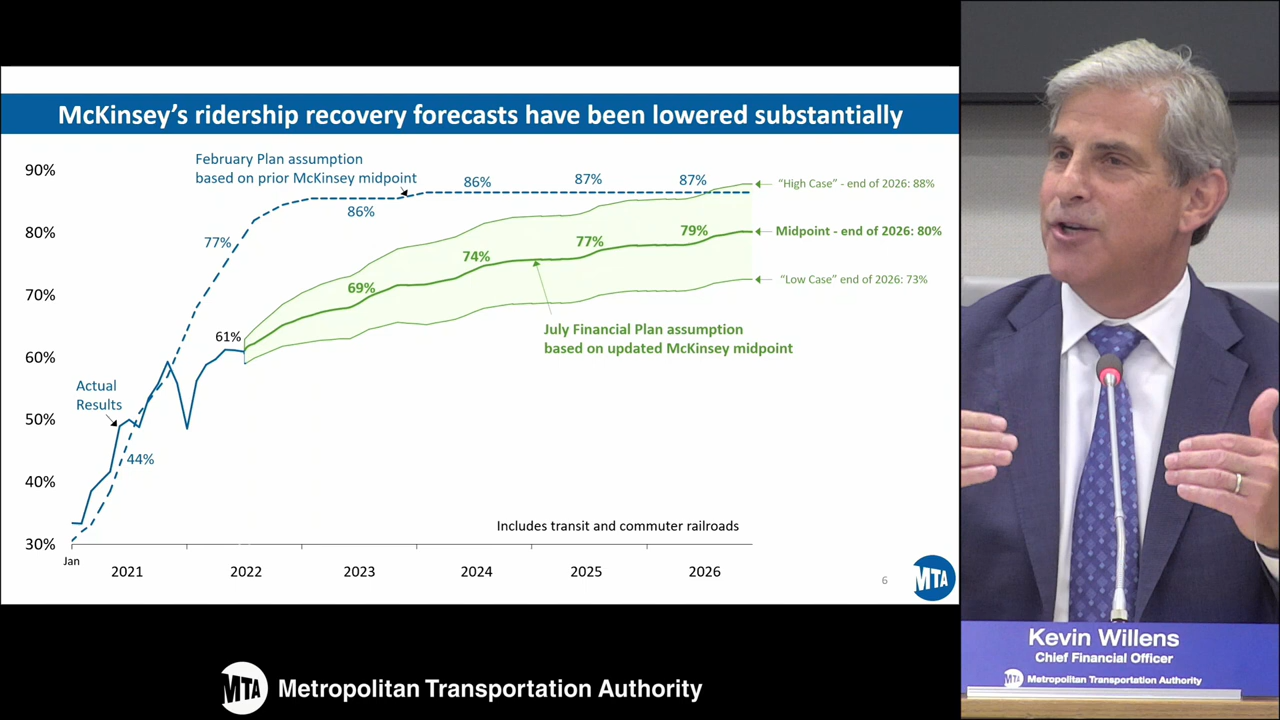 McKinsey's ridership recovery forecasts have been lowered substantially
February Plan assumption
based on prior McKinsey midpoint
90%
80%
70%
60%
50%
40%
30%
86%
87%
87%
86%
77%
"High Case" - end of 2026: 88%
Midpoint - end of 2026: 80%
"Low Case" end of 2026: 73%
79%
77%
74%
69%
61%
July Financial Plan assumption
based on updated McKinsey midpoint
Actual
Results
44%
Includes transit and commuter railroads
Jan
2021
2022
2023
2024
2025
2026
6
MTA
MTA
Metropolitan Transportation Authority
Kevin Willens
Chief Financial Officer
MTA
Metropolitan Transportation Authority